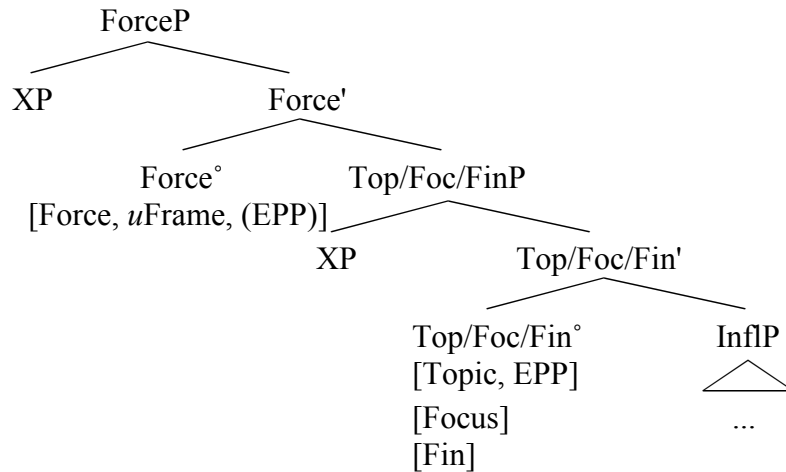 ForceP
XP Force'
Force° Top/Foc/FinP
[Force, uFrame, (EPP)]
XP Top/Foc/Fin'
Top/Foc/Fin° InflP
[Topic, EPP]
[Focus] ...
[Fin]